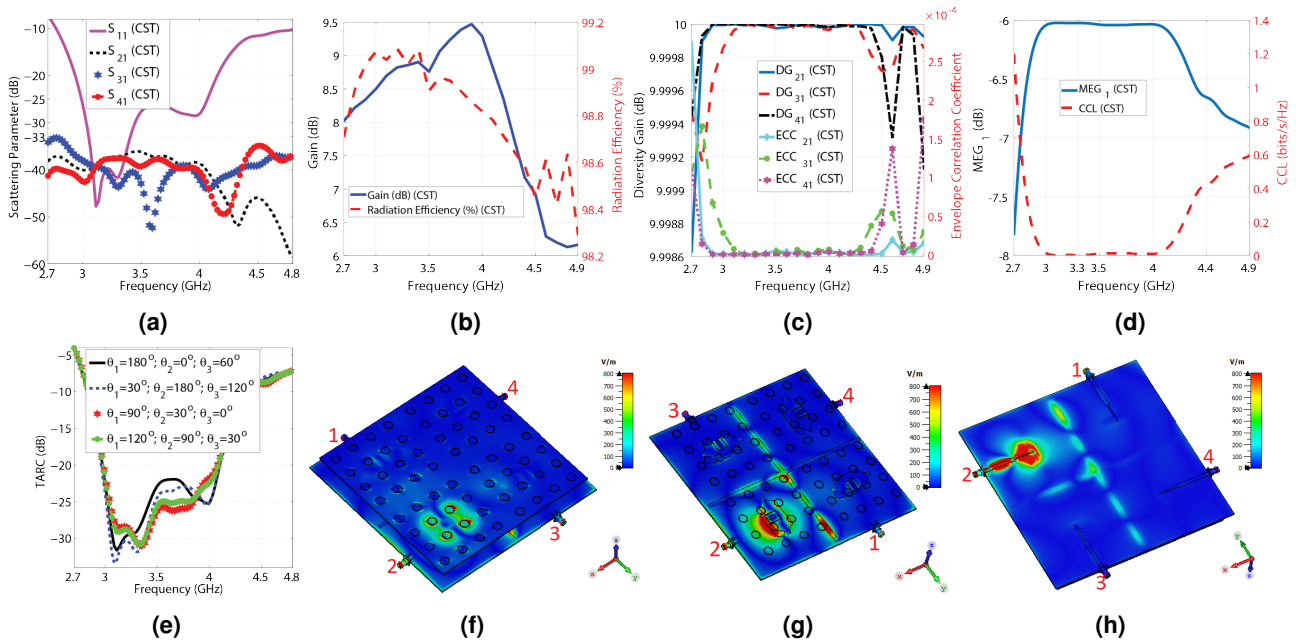 Scattering Parameter (dB)
-10
-20
-25
-33
-40
-50
-60
S11 (CST)
S21 (CST)
S31 (CST)
S41 (CST)
2.7 3 3.5 4 4.5 4.8
Frequency (GHz)
(a)
Gain (dB)
9.5
9
8.5
8
7.5
7
6.5
6
Gain (dB) (CST)
Radiation Efficiency (%) (CST)
99.2
99
98.8
98.6
98.4
98.2
Radiation Efficiency (%)
2.7 3 3.5 4 4.5 4.9
Frequency (GHz)
(b)
Diversity Gain (dB)
10
9.9998
9.9996
9.9994
9.9992
9.999
9.9988
9.9986
DG21 (CST)
DG31 (CST)
DG41 (CST)
ECC21 (CST)
ECC31 (CST)
ECC41 (CST)
×10-4
3
2.5
2
1.5
1
0.5
0
Envelope Correlation Coefficient
2.7 3 3.5 4 4.5 4.9
Frequency (GHz)
(c)
MEG1 (dB)
-6
-6.5
-7
-7.5
-8
MEG1 (CST)
CCL (CST)
1.4
1.2
1
0.8
0.6
0.4
0.2
0
CCL (bits/s/Hz)
2.7 3 3.3 3.5 4 4.4 4.9
Frequency (GHz)
(d)
TARC (dB)
-5
-10
-15
-20
-25
-30
θ1=180°; θ2=0°; θ3=60°
θ1=30°; θ2=180°; θ3=120°
θ1=90°; θ2=30°; θ3=0°
θ1=120°; θ2=90°; θ3=30°
2.7 3 3.5 4 4.5 4.8
Frequency (GHz)
(e)
V/m
800
700
600
500
400
300
200
100
0
1
2
3
4
x
y
z
(f)
V/m
800
700
600
500
400
300
200
100
0
3
4
2
1
x
y
z
(g)
V/m
800
700
600
500
400
300
200
100
0
1
2
4
3
x
y
z
(h)